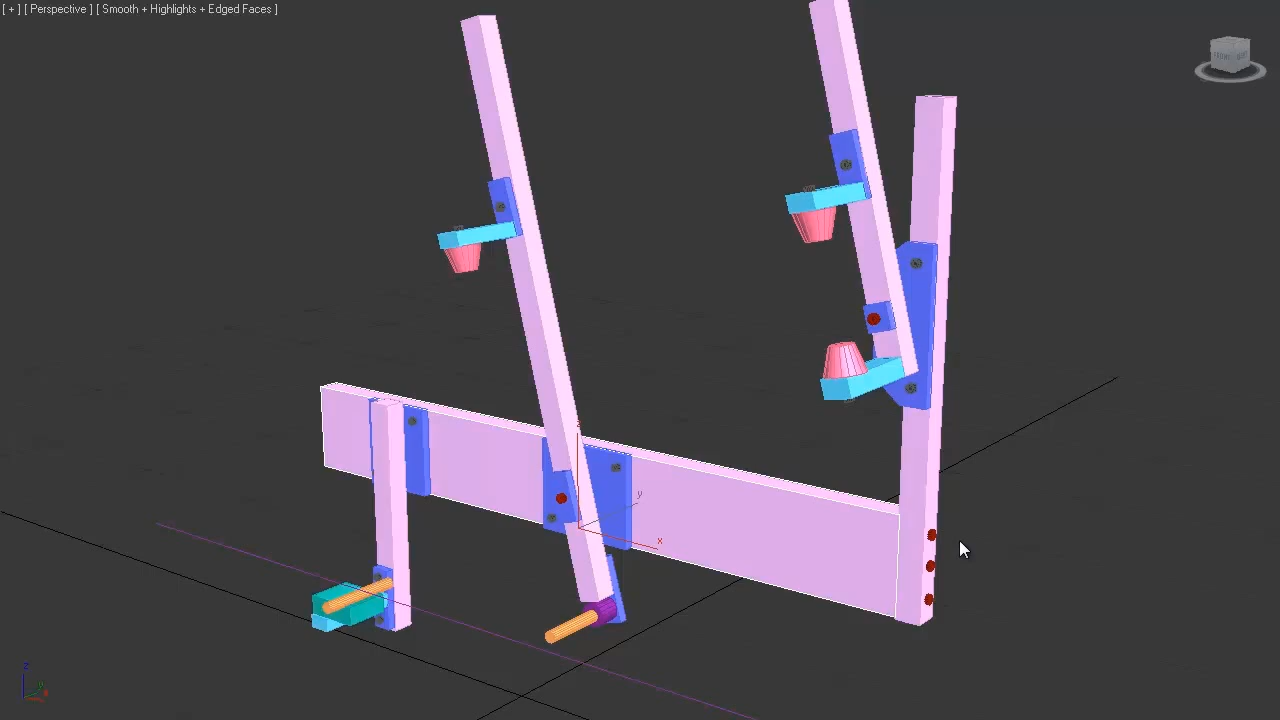 [ + ] [ Perspective ] [ Smooth + Highlights + Edged Faces ]
z
y
x
z